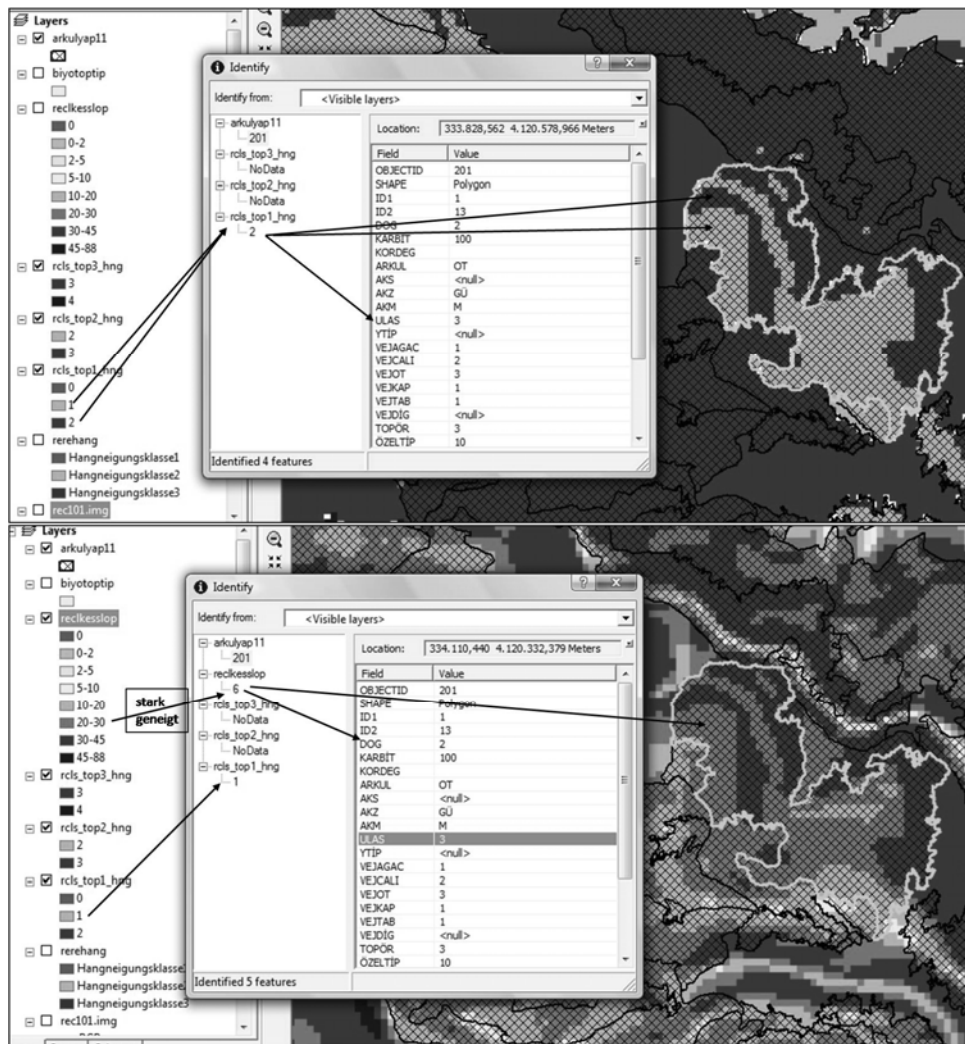 Layers
arkulyap11
biyotoptip
reclkesslop
0
0-2
2-5
5-10
10-20
20-30
30-45
45-88
rcls_top3_hng
3
4
rcls_top2_hng
2
3
rcls_top1_hng
0
1
2
rerehang
Hangneigungsklasse1
Hangneigungsklasse2
Hangneigungsklasse3
rec101.img
Identify
Identify from: <Visible layers>
arkulyap11
201
rcls_top3_hng
NoData
rcls_top2_hng
NoData
rcls_top1_hng
2
Location: 333.828,562 4.120.578,966 Meters
Field Value
OBJECTID 201
SHAPE Polygon
ID1 1
ID2 13
DOG 2
KARBİT 100
KORDEG
ARKUL OT
AKS <null>
AKZ GÜ
AKM M
ULAS 3
YTİP <null>
VEJAGAC 1
VEJCALI 2
VEJOT 3
VEJKAP 1
VEJTAB 1
VEJDİG <null>
TOPÖR 3
ÖZELTİP 10
Identified 4 features
Layers
arkulyap11
biyotoptip
reclkesslop
0
0-2
2-5
5-10
10-20
20-30
30-45
45-88
rcls_top3_hng
3
4
rcls_top2_hng
2
3
rcls_top1_hng
0
1
2
rerehang
Hangneigungsklasse
Hangneigungsklasse
Hangneigungsklasse3
rec101.img
stark
geneigt
Identify
Identify from: <Visible layers>
arkulyap11
201
reclkesslop
6
rcls_top3_hng
NoData
rcls_top2_hng
NoData
rcls_top1_hng
1
Location: 334.110,440 4.120.332,379 Meters
Field Value
OBJECTID 201
SHAPE Polygon
ID1 1
ID2 13
DOG 2
KARBİT 100
KORDEG
ARKUL OT
AKS <null>
AKZ GÜ
AKM M
ULAS 3
YTİP <null>
VEJAGAC 1
VEJCALI 2
VEJOT 3
VEJKAP 1
VEJTAB 1
VEJDİG <null>
TOPÖR 3
ÖZELTİP 10
Identified 5 features